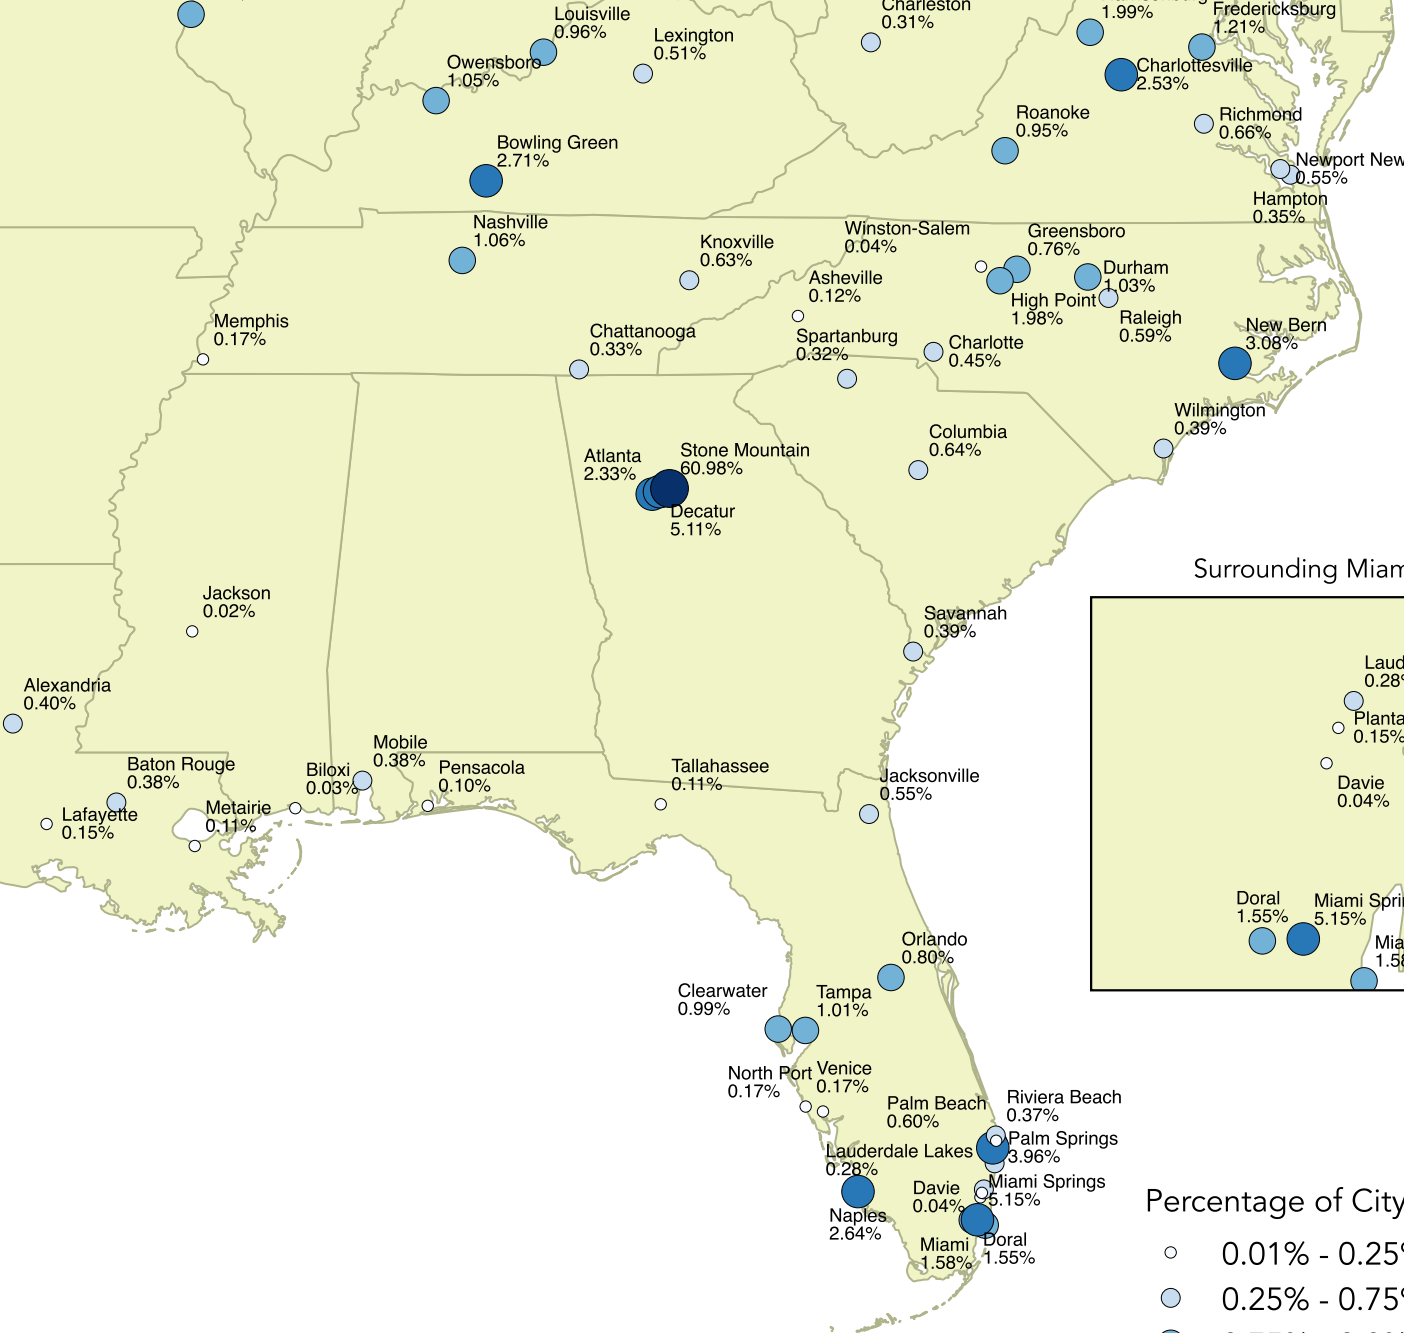 Charleston
0.31%
1.99%
Fredericksburg
1.21%
Louisville
0.96%
Lexington
0.51%
Owensboro
1.05%
Charlottesville
2.53%
Roanoke
0.95%
Richmond
0.66%
Bowling Green
2.71%
Newport New
0.55%
Hampton
0.35%
Nashville
1.06%
Knoxville
0.63%
Winston-Salem
0.04%
Greensboro
0.76%
Asheville
0.12%
Durham
1.03%
High Point
1.98%
Raleigh
0.59%
Memphis
0.17%
Chattanooga
0.33%
Spartanburg
0.32%
Charlotte
0.45%
New Bern
3.08%
Wilmington
0.39%
Columbia
0.64%
Atlanta
2.33%
Stone Mountain
60.98%
Decatur
5.11%
Surrounding Miam
Jackson
0.02%
Savannah
0.39%
Alexandria
0.40%
Laud
0.28%
Planta
0.15%
Davie
0.04%
Baton Rouge
0.38%
Biloxi
0.03%
Mobile
0.38%
Pensacola
0.10%
Tallahassee
0.11%
Jacksonville
0.55%
Lafayette
0.15%
Metairie
0.11%
Doral
1.55%
Miami Sprin
5.15%
Mia
1.58
Orlando
0.80%
Clearwater
0.99%
Tampa
1.01%
North Port
0.17%
Venice
0.17%
Palm Beach
0.60%
Riviera Beach
0.37%
Palm Springs
3.96%
Lauderdale Lakes
0.28%
Davie
0.04%
Miami Springs
5.15%
Naples
2.64%
Miami
1.58%
Doral
1.55%
Percentage of City
0.01% - 0.25%
0.25% - 0.75%